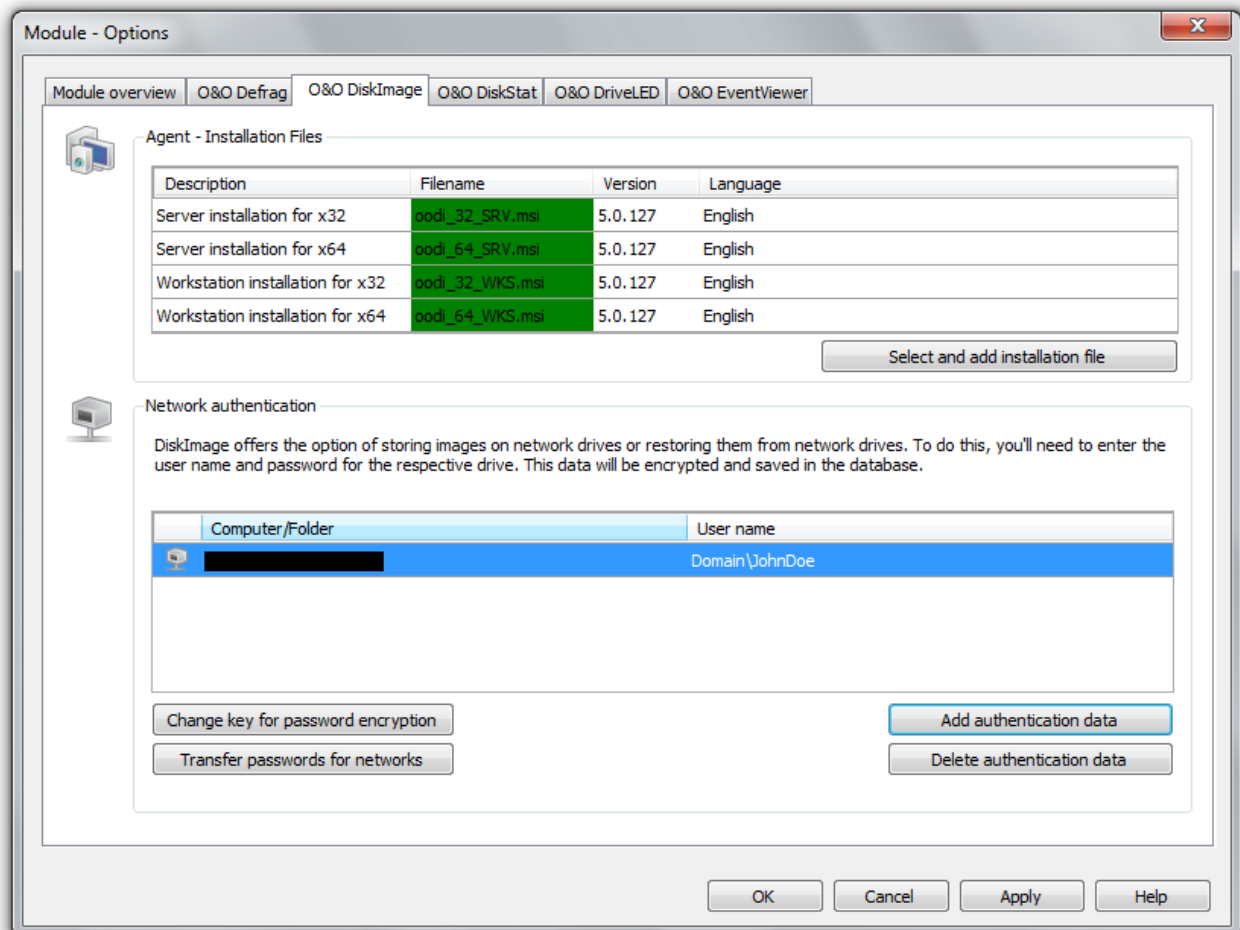 Module - Options
Module overview O&O Defrag O&O DiskImage O&O DiskStat O&O DriveLED O&O EventViewer
Agent - Installation Files
Description Filename Version Language
Server installation for x32 oodi_32_SRV.msi 5.0.127 English
Server installation for x64 oodi_64_SRV.msi 5.0.127 English
Workstation installation for x32 oodi_32_WKS.msi 5.0.127 English
Workstation installation for x64 oodi_64_WKS.msi 5.0.127 English
Select and add installation file
Network authentication
DiskImage offers the option of storing images on network drives or restoring them from network drives. To do this, you'll need to enter the
user name and password for the respective drive. This data will be encrypted and saved in the database.
Computer/Folder User name
Domain\JohnDoe
Change key for password encryption Add authentication data
Transfer passwords for networks Delete authentication data
OK Cancel Apply Help